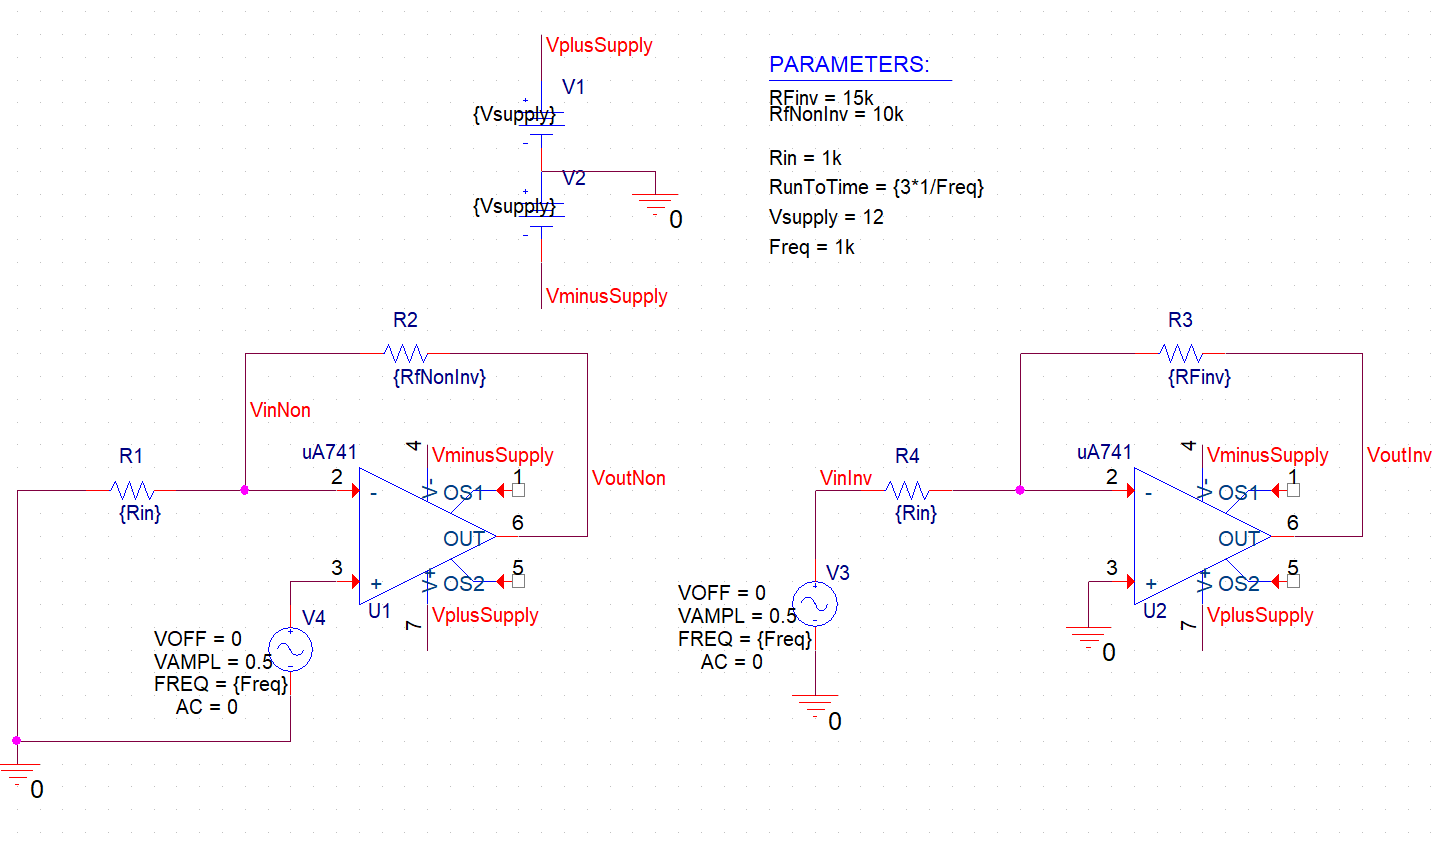 VplusSupply
V1
+
{Vsupply}
-
V2
+
{Vsupply}
-
0
VminusSupply
PARAMETERS:
RFinv = 15k
RfNonInv = 10k
Rin = 1k
RunToTime = {3*1/Freq}
Vsupply = 12
Freq = 1k
R2
{RfNonInv}
VinNon
R1
{Rin}
uA741
4
VminusSupply
2
-
V-
OS1
1
VoutNon
6
OUT
3
+
V+
OS2
5
U1
7
VplusSupply
V4
+
-
VOFF = 0
VAMPL = 0.5
FREQ = {Freq}
AC = 0
0
R3
{RFinv}
VinInv
R4
{Rin}
uA741
4
VminusSupply
2
-
V-
OS1
1
VoutInv
6
OUT
3
+
V+
OS2
5
U2
7
VplusSupply
0
V3
+
-
VOFF = 0
VAMPL = 0.5
FREQ = {Freq}
AC = 0
0